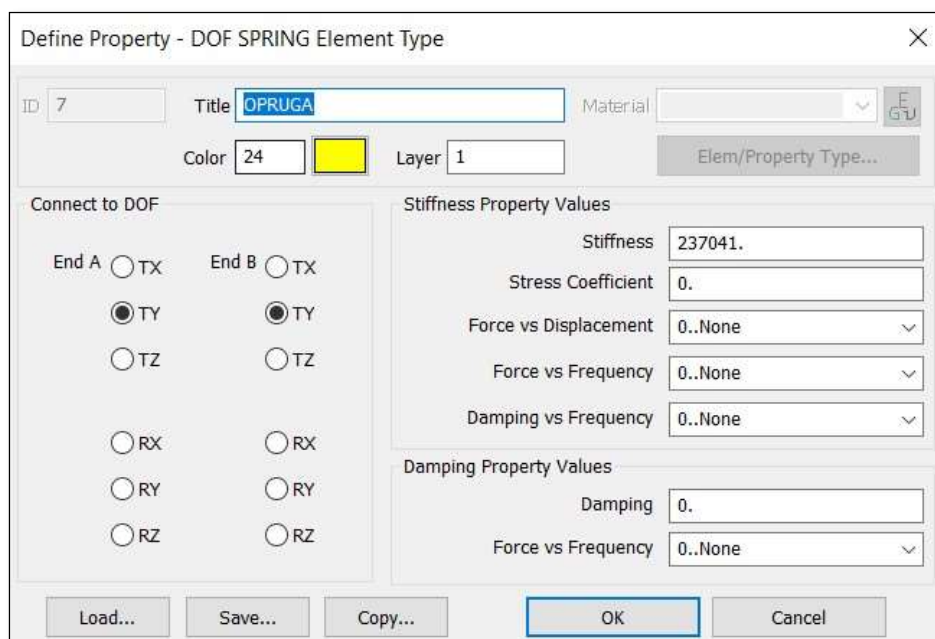 Define Property - DOF SPRING Element Type
ID 7 Title OPRUGA Material
Color 24 Layer 1 Elem/Property Type...
Connect to DOF
End A TX End B TX
TY TY
TZ TZ
RX RX
RY RY
RZ RZ
Stiffness Property Values
Stiffness 237041.
Stress Coefficient 0.
Force vs Displacement 0..None
Force vs Frequency 0..None
Damping vs Frequency 0..None
Damping Property Values
Damping 0.
Force vs Frequency 0..None
Load... Save... Copy... OK Cancel